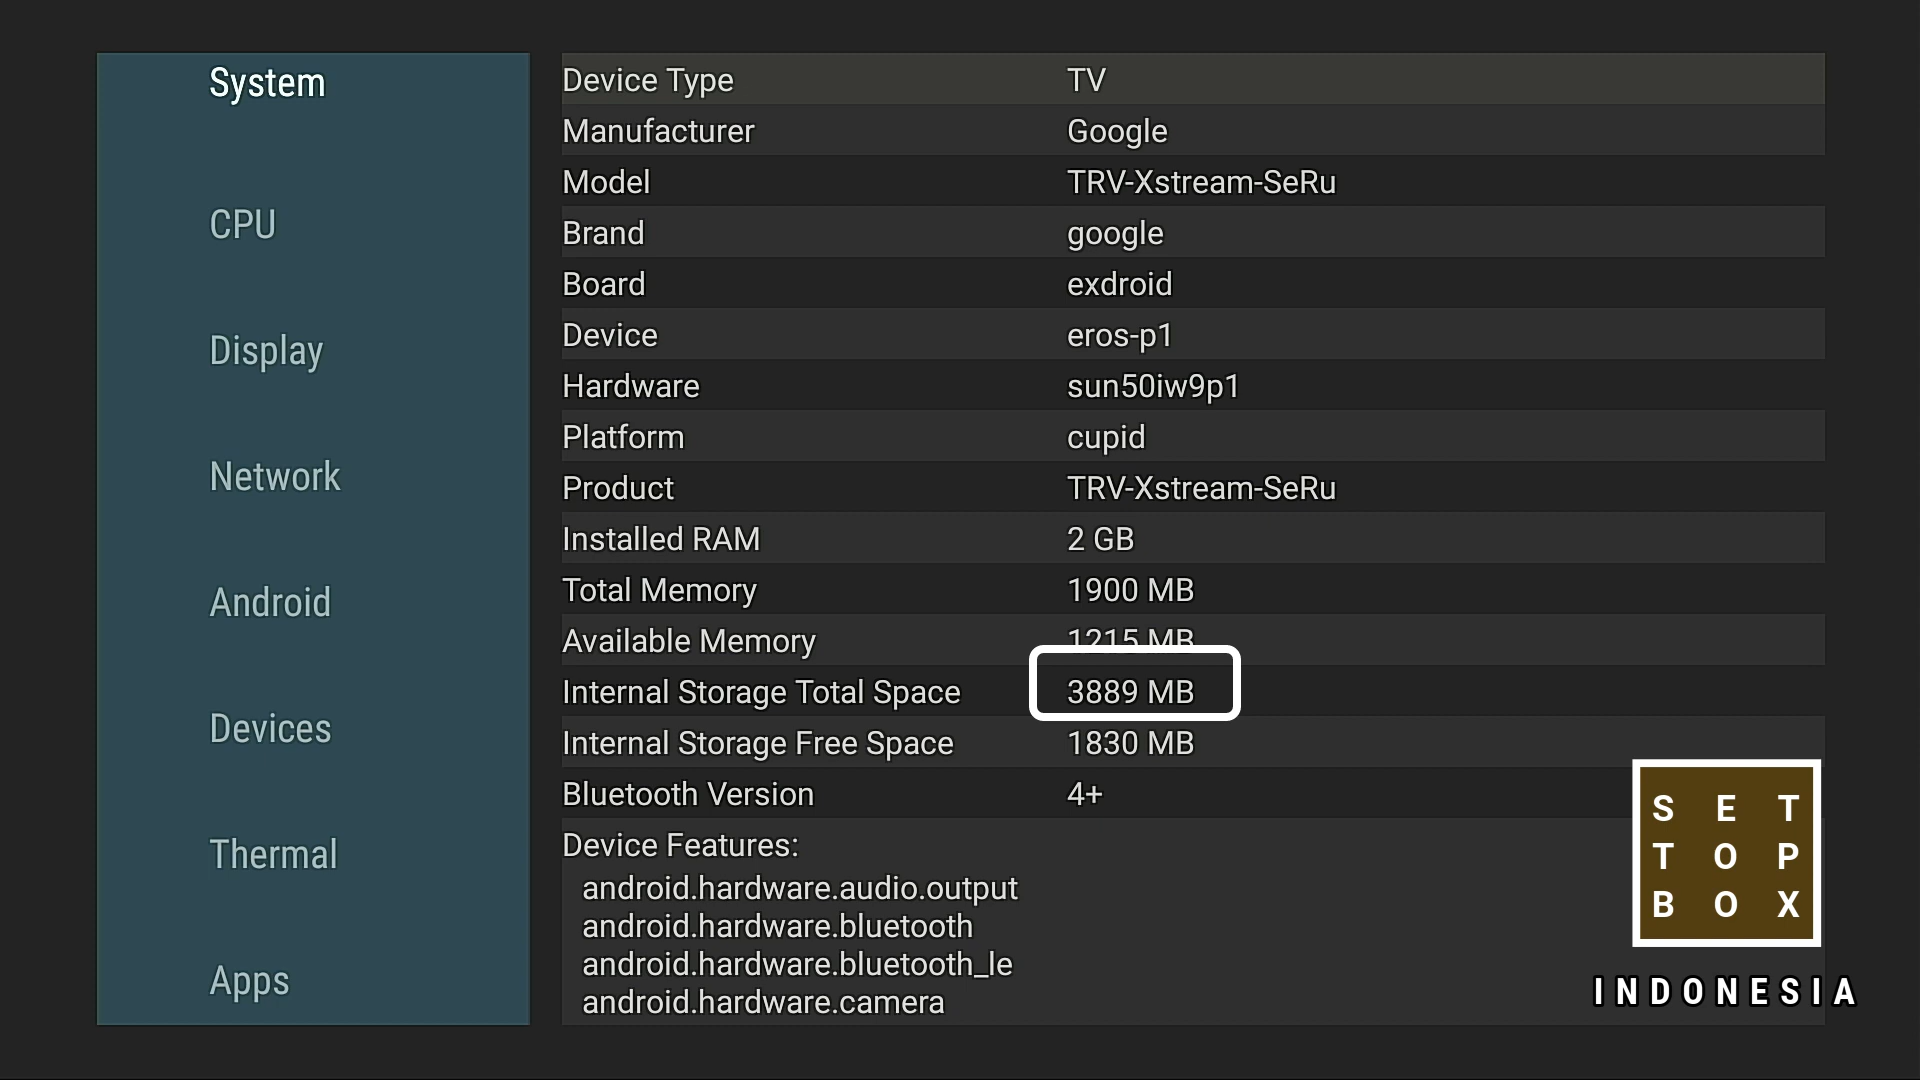 System
CPU
Display
Network
Android
Devices
Thermal
Apps
Device Type TV
Manufacturer Google
Model TRV-Xstream-SeRu
Brand google
Board exdroid
Device eros-p1
Hardware sun50iw9p1
Platform cupid
Product TRV-Xstream-SeRu
Installed RAM 2 GB
Total Memory 1900 MB
Available Memory 1215 MB
Internal Storage Total Space 3889 MB
Internal Storage Free Space 1830 MB
Bluetooth Version 4+
Device Features:
android.hardware.audio.output
android.hardware.bluetooth
android.hardware.bluetooth_le
android.hardware.camera
S E T
T O P
B O X
INDONESIA